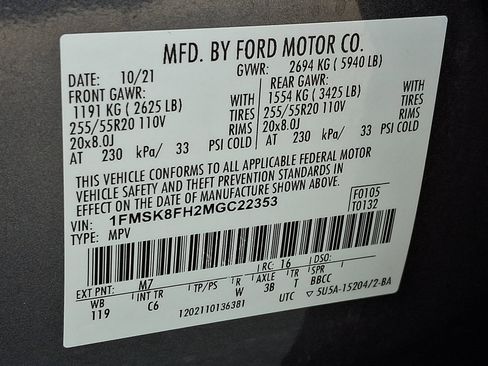 MFD. BY FORD MOTOR CO.
DATE: 10/21 GVWR: 2694 KG ( 5940 LB)
FRONT GAWR: REAR GAWR:
1191 KG ( 2625 LB) WITH 1554 KG ( 3425 LB) WITH
255/55R20 110V TIRES 255/55R20 110V TIRES
20x8.0J RIMS 20x8.0J RIMS
AT 230 kPa/ 33 PSI COLD AT 230 kPa/ 33 PSI COLD
THIS VEHICLE CONFORMS TO ALL APPLICABLE FEDERAL MOTOR
VEHICLE SAFETY AND THEFT PREVENTION STANDARDS IN
EFFECT ON THE DATE OF MANUFACTURE SHOWN ABOVE.
VIN: 1FMSK8FH2MGC22353 F0105
TYPE: MPV T0132
EXT PNT: M7 RC: 16 DSO:
WB INT TR TP/PS R AXLE TR SPR
119 C6 W 3B T BBCC
1202110136381 UTC ▽ 5U5A-15204/2-BA